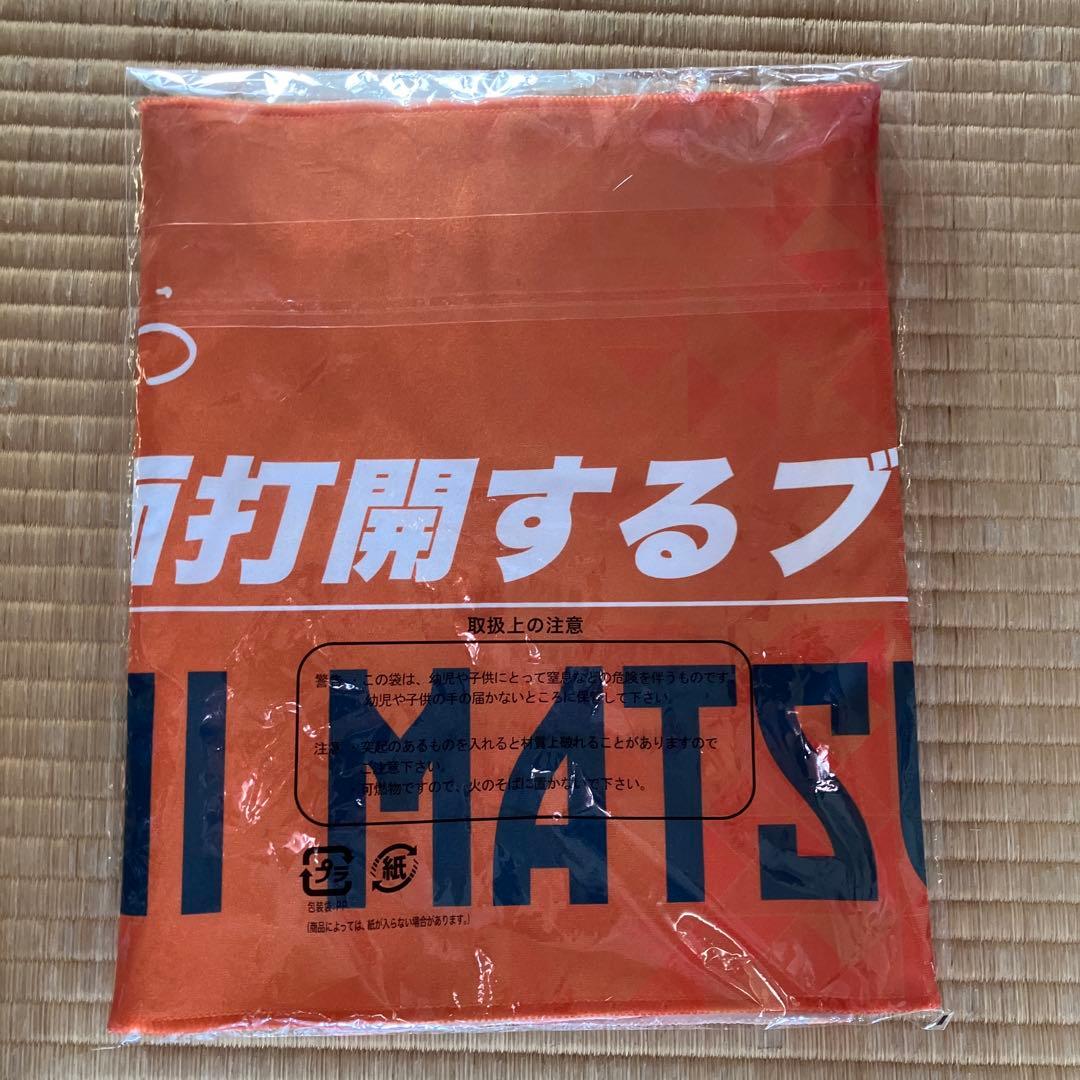 打開するブ
取扱上の注意
警告 ・この袋は、幼児や子供にとって窒息などの危険を伴うものです。
幼児や子供の手の届かないところに保管して下さい。
注意 ・突起のあるものを入れると材質上破れることがありますので
ご注意下さい。
・可燃物ですので、火のそばに置かないで下さい。
II MATS
プラ 紙
包装袋:PP
(商品によっては、紙が入らない場合があります。)